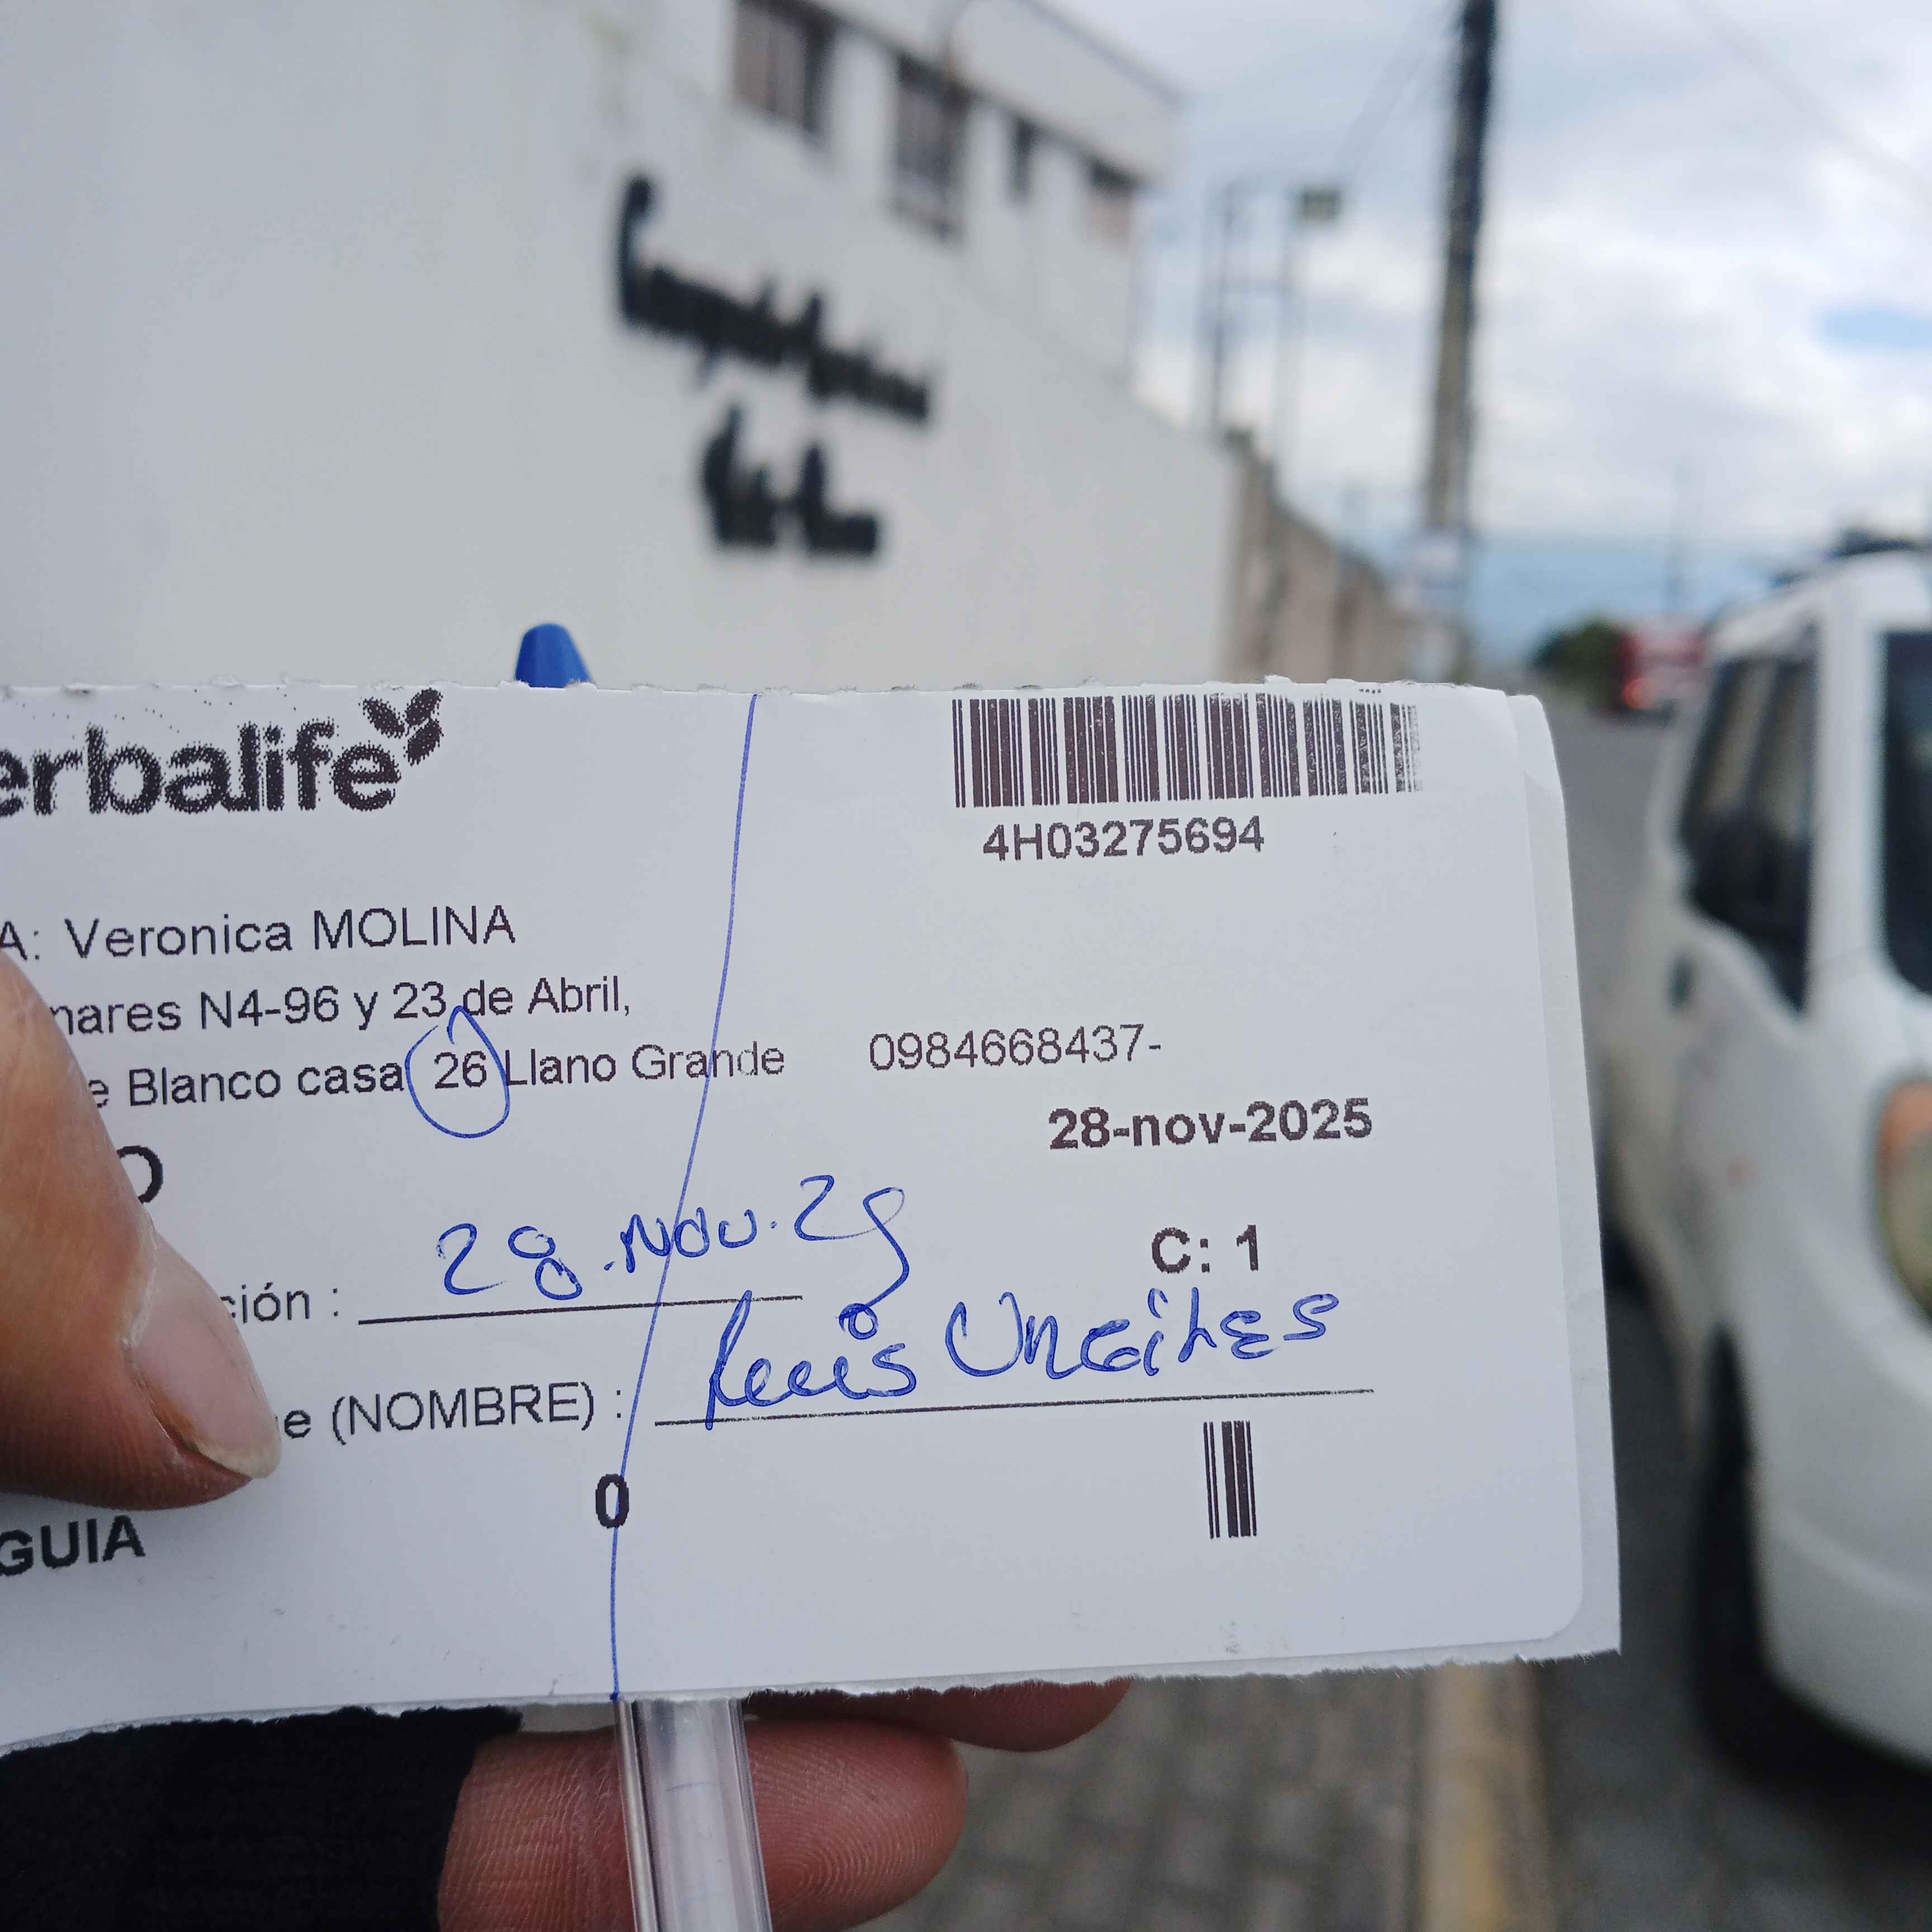 erbalife
4H03275694
A: Veronica MOLINA
nares N4-96 y 23 de Abril,
e Blanco casa 26 Llano Grande 0984668437-
28-nov-2025
O
C: 1
ción : 28.Nov.25
e (NOMBRE) : Luis
0
GUIA